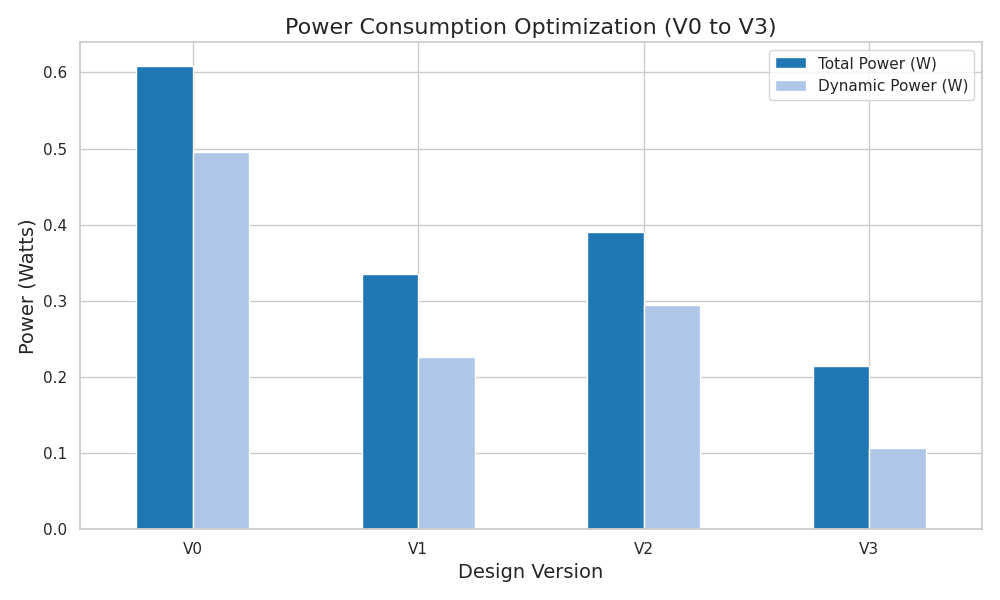 Power Consumption Optimization (V0 to V3)
Total Power (W)
Dynamic Power (W)
Power (Watts)
0.6
0.5
0.4
0.3
0.2
0.1
0.0
V0 V1 V2 V3
Design Version